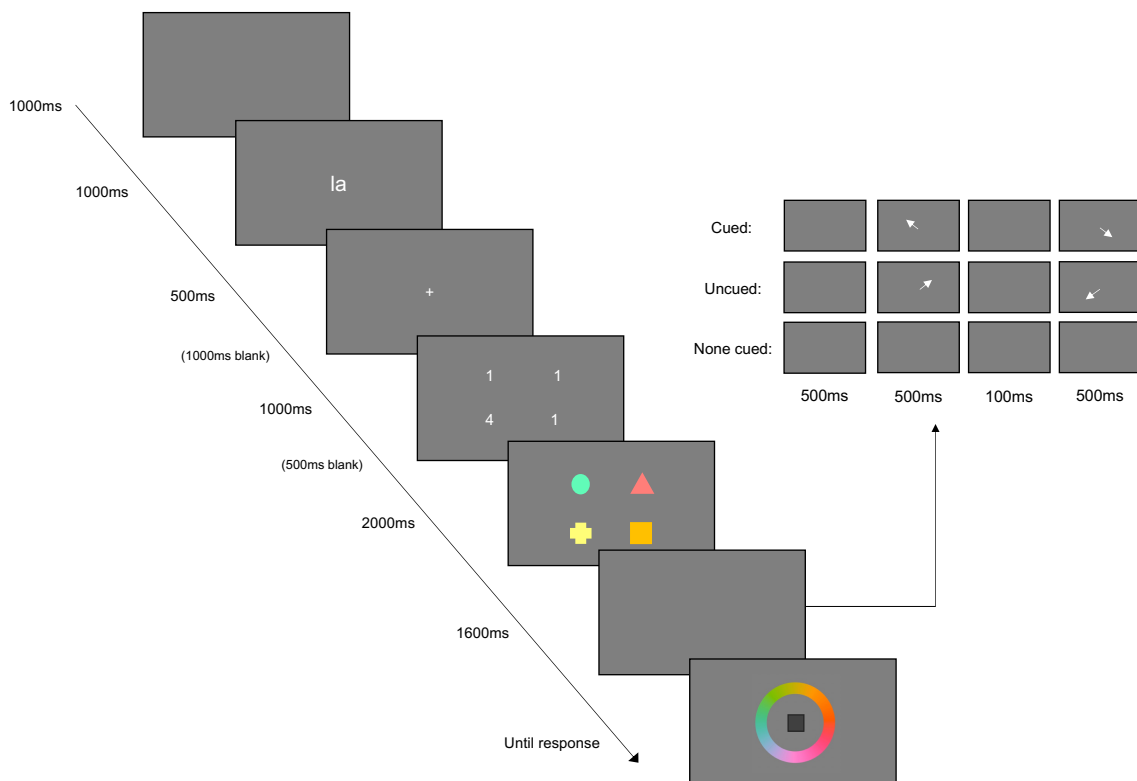 1000ms
la
1000ms
+
500ms
(1000ms blank)
1 1
4 1
1000ms
(500ms blank)
2000ms
1600ms
Until response
Cued:
Uncued:
None cued:
500ms 500ms 100ms 500ms